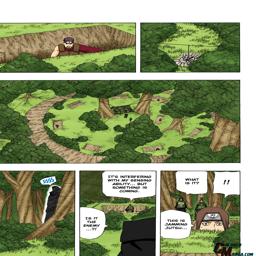 IT'S INTERFERING
WITH MY SENSING
ABILITY... BUT
SOMETHING
IS COMING.
IS IT
THE
ENEMY
...?!
WHAT
IS IT?
!!
THIS IS
JAMMING
JUTSU...